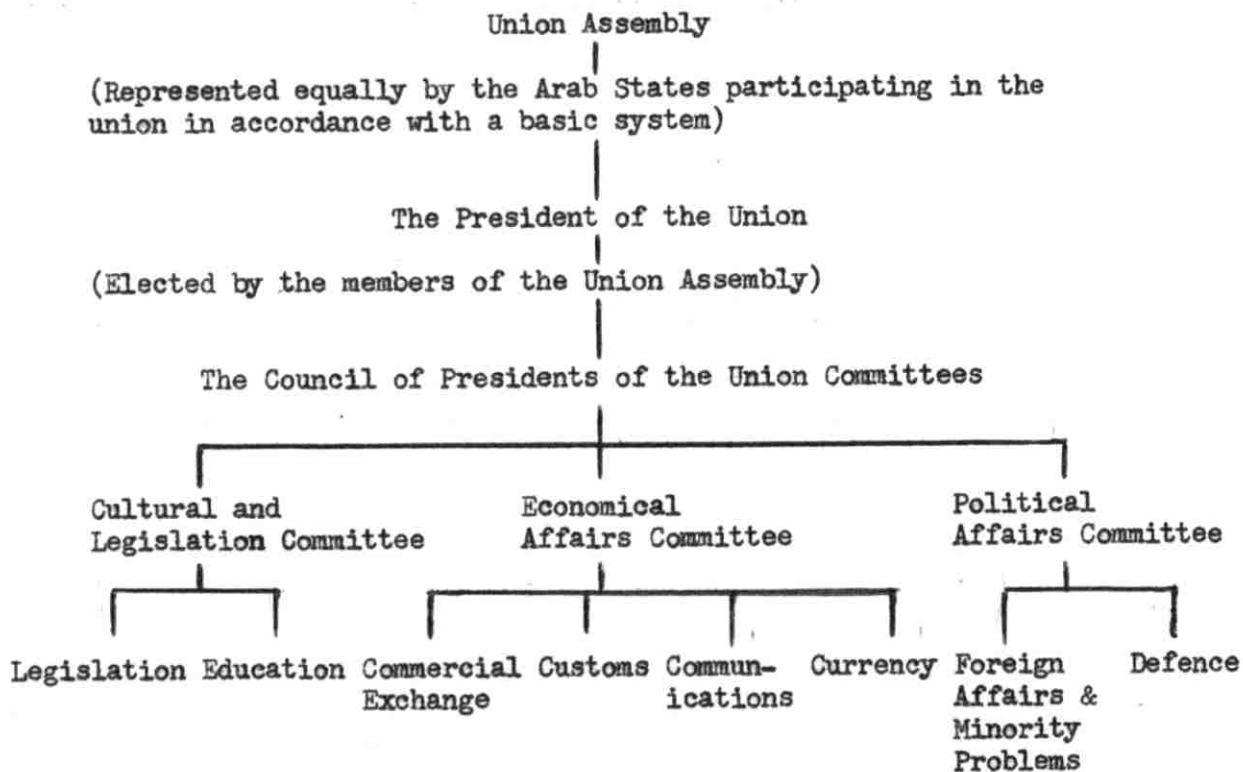 Union Assembly
(Represented equally by the Arab States participating in the
union in accordance with a basic system)
The President of the Union
(Elected by the members of the Union Assembly)
The Council of Presidents of the Union Committees
Cultural and
Legislation Committee
Economical
Affairs Committee
Political
Affairs Committee
Legislation
Education
Commercial
Exchange
Customs
Commun-
ications
Currency
Foreign
Affairs &
Minority
Problems
Defence